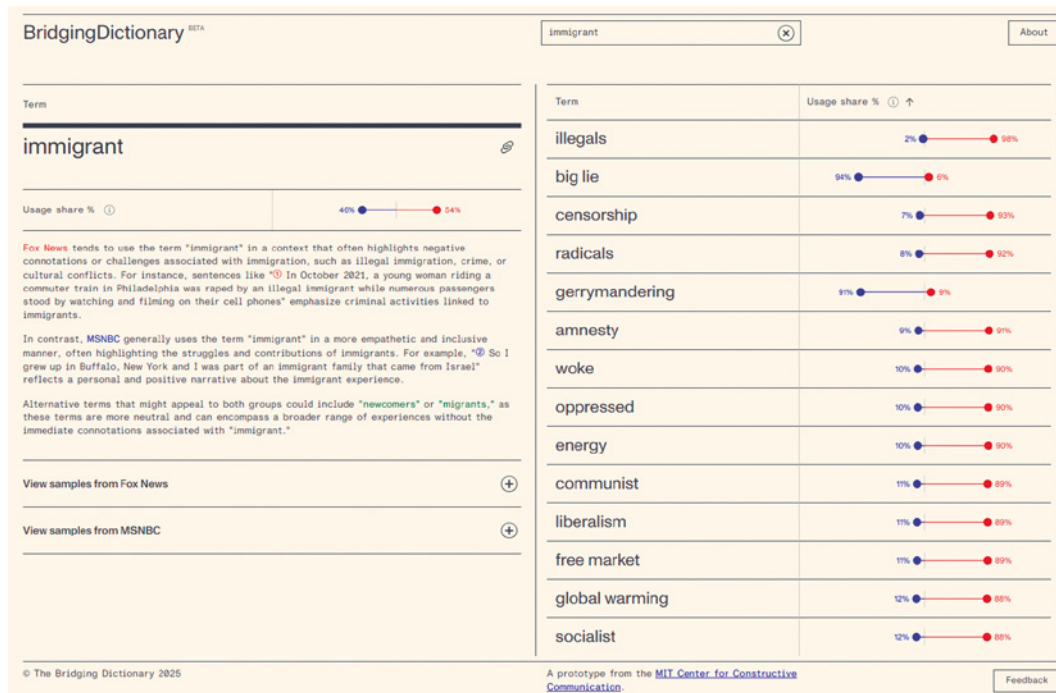 BridgingDictionary BETA
immigrant
About
Term
immigrant
Usage share %
46% 54%
Fox News tends to use the term "immigrant" in a context that often highlights negative
connotations or challenges associated with immigration, such as illegal immigration, crime, or
cultural conflicts. For instance, sentences like "① In October 2021, a young woman riding a
commuter train in Philadelphia was raped by an illegal immigrant while numerous passengers
stood by watching and filming on their cell phones" emphasize criminal activities linked to
immigrants.
In contrast, MSNBC generally uses the term "immigrant" in a more empathetic and inclusive
manner, often highlighting the struggles and contributions of immigrants. For example, "② So I
grew up in Buffalo, New York and I was part of an immigrant family that came from Israel"
reflects a personal and positive narrative about the immigrant experience.
Alternative terms that might appeal to both groups could include "newcomers" or "migrants," as
these terms are more neutral and can encompass a broader range of experiences without the
immediate connotations associated with "immigrant."
View samples from Fox News
View samples from MSNBC
Term Usage share % ↑
illegals 2% 98%
big lie 94% 6%
censorship 7% 93%
radicals 8% 92%
gerrymandering 91% 9%
amnesty 9% 91%
woke 10% 90%
oppressed 10% 90%
energy 10% 90%
communist 11% 89%
liberalism 11% 89%
free market 11% 89%
global warming 12% 88%
socialist 12% 88%
© The Bridging Dictionary 2025
A prototype from the MIT Center for Constructive
Communication.
Feedback